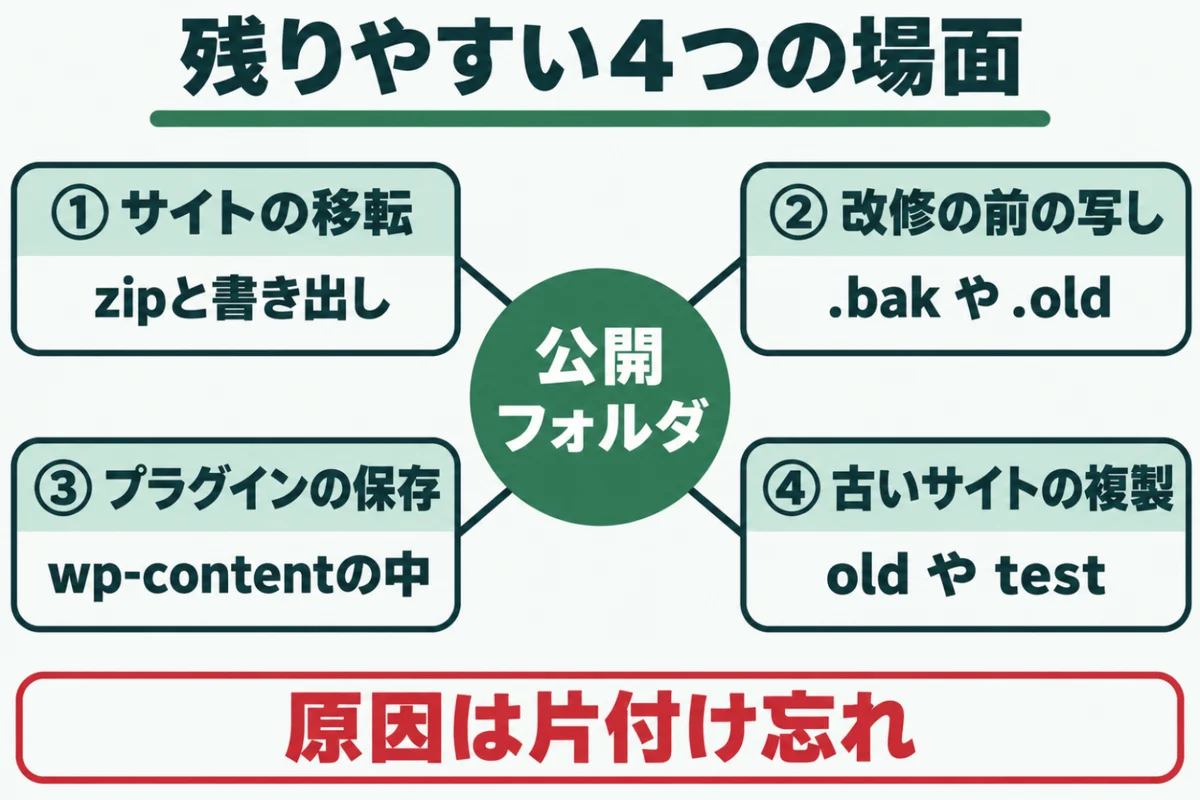 残りやすい4つの場面
① サイトの移転
zipと書き出し
② 改修の前の写し
.bak や .old
公開
フォルダ
③ プラグインの保存
wp-contentの中
④ 古いサイトの複製
old や test
原因は片付け忘れ